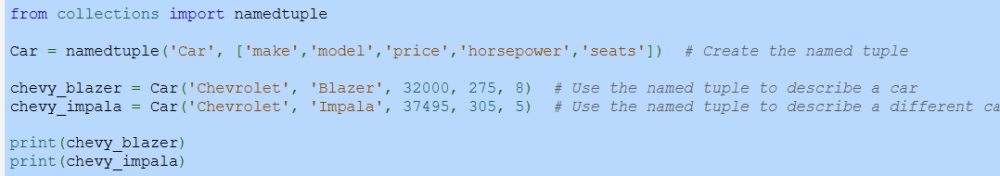 from collections import namedtuple
Car = namedtuple('Car', ['make','model','price','horsepower','seats'])  # Create the named tuple
chevy_blazer = Car('Chevrolet', 'Blazer', 32000, 275, 8)  # Use the named tuple to describe a car
chevy_impala = Car('Chevrolet', 'Impala', 37495, 305, 5)  # Use the named tuple to describe a different ca
print(chevy_blazer)
print(chevy_impala)